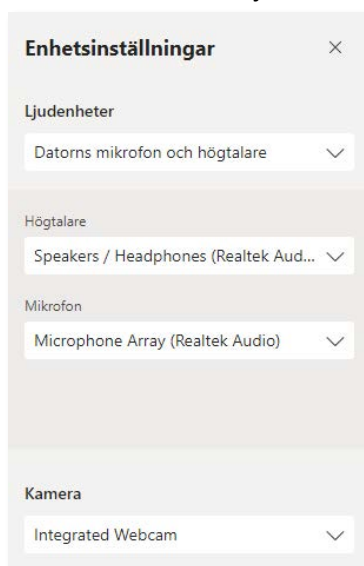 Enhetsinställningar
Ljudenheter
Datorns mikrofon och högtalare
Högtalare
Speakers / Headphones (Realtek Aud...
Mikrofon
Microphone Array (Realtek Audio)
Kamera
Integrated Webcam